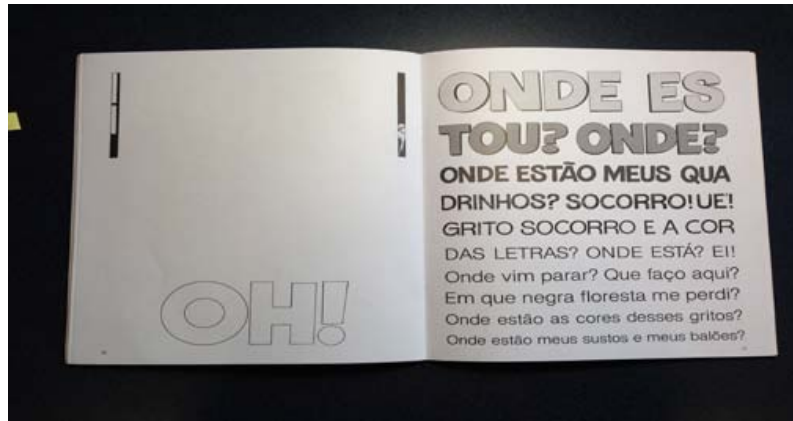 OH!
ONDE ES
TOU? ONDE?
ONDE ESTÃO MEUS QUA
DRINHOS? SOCORRO! UE!
GRITO SOCORRO E A COR
DAS LETRAS? ONDE ESTÁ? EI!
Onde vim parar? Que faço aqui?
Em que negra floresta me perdi?
Onde estão as cores desses gritos?
Onde estão meus sustos e meus balões?